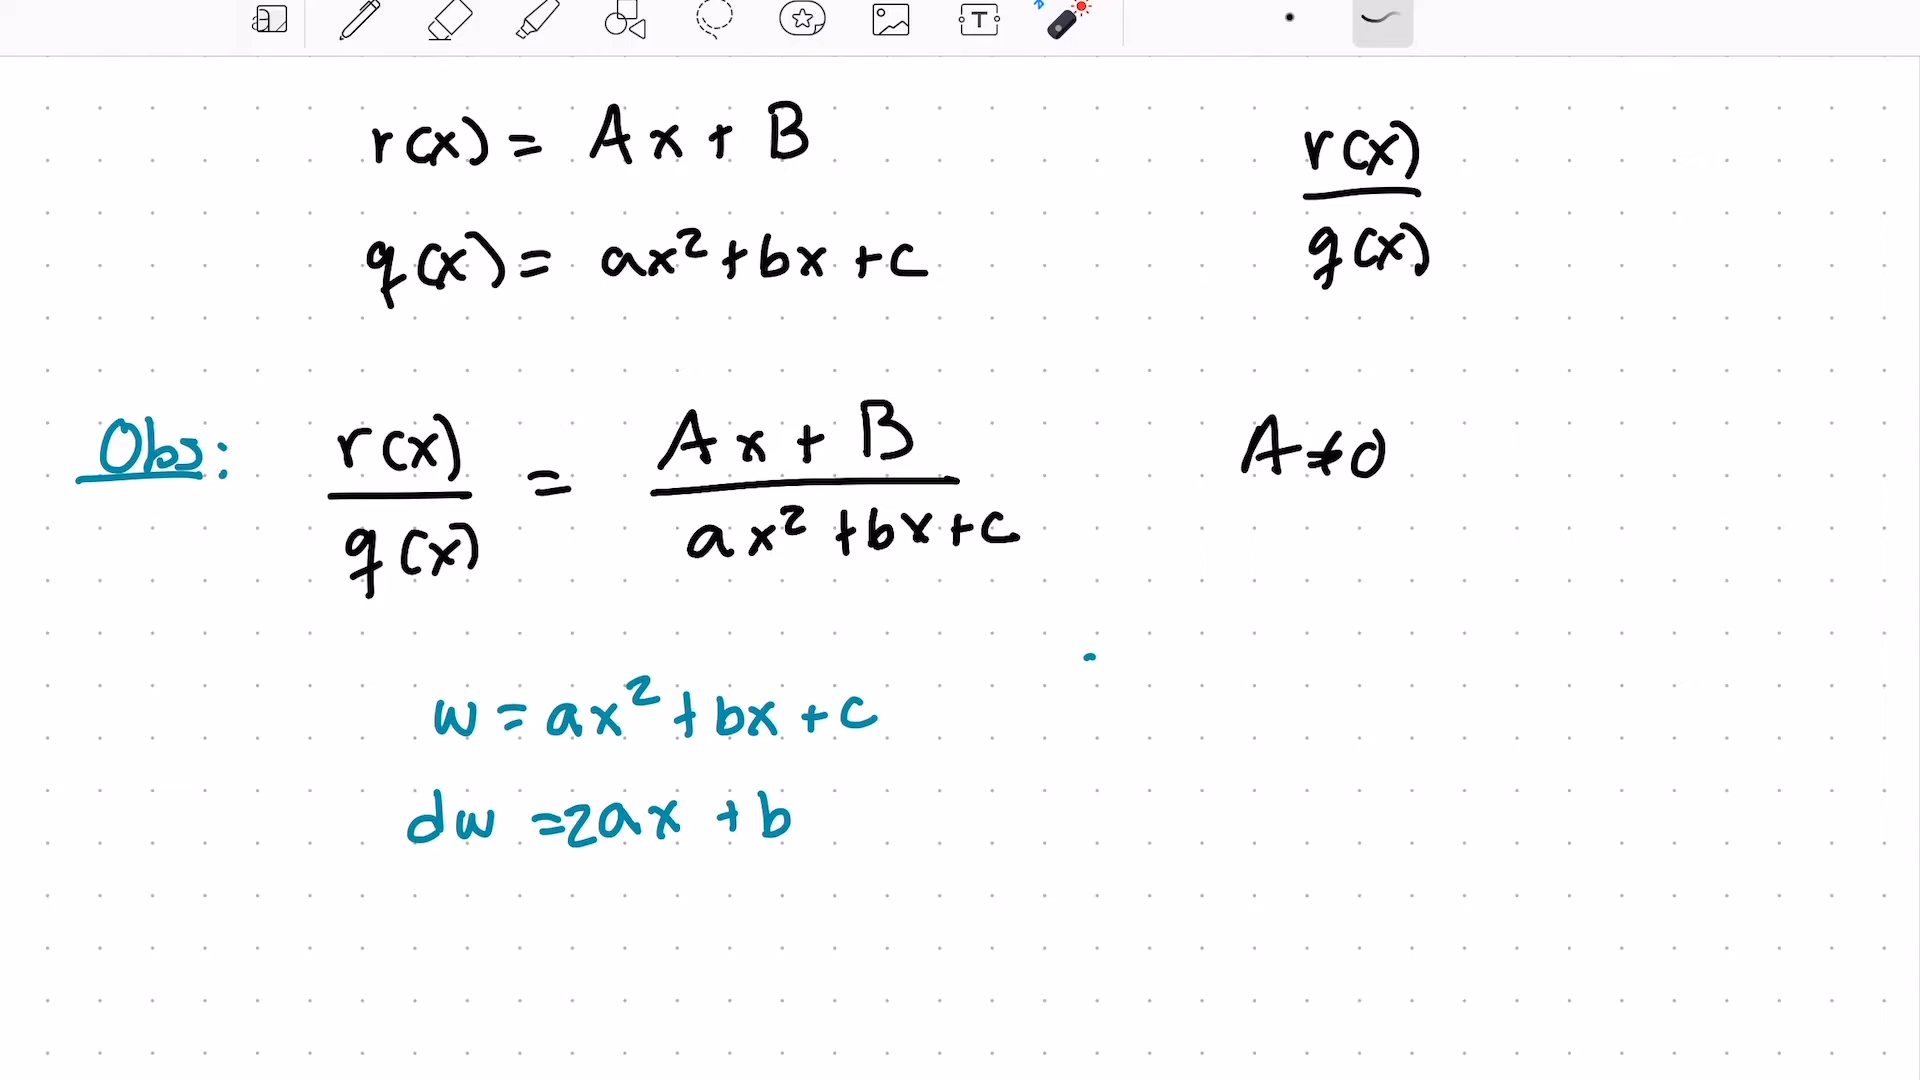 r(x) = Ax + B
q(x) = ax² + bx + c
r(x)
q(x)
Obs: r(x)/q(x) = Ax + B/ax² + bx + c
A ≠ 0
w = ax² + bx + c
dw = 2ax + b